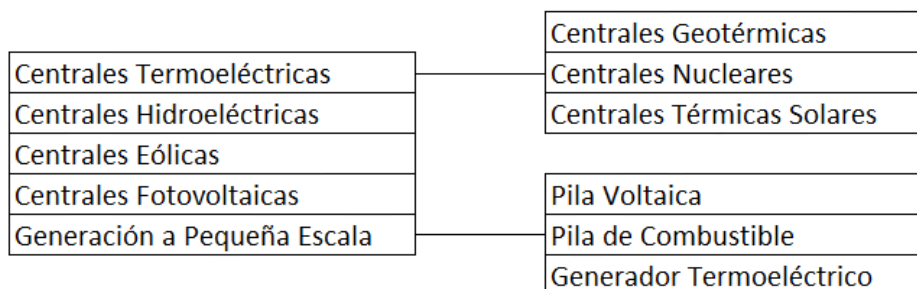 Centrales Termoeléctricas
Centrales Hidroeléctricas
Centrales Eólicas
Centrales Fotovoltaicas
Generación a Pequeña Escala
Centrales Geotérmicas
Centrales Nucleares
Centrales Térmicas Solares
Pila Voltaica
Pila de Combustible
Generador Termoeléctrico